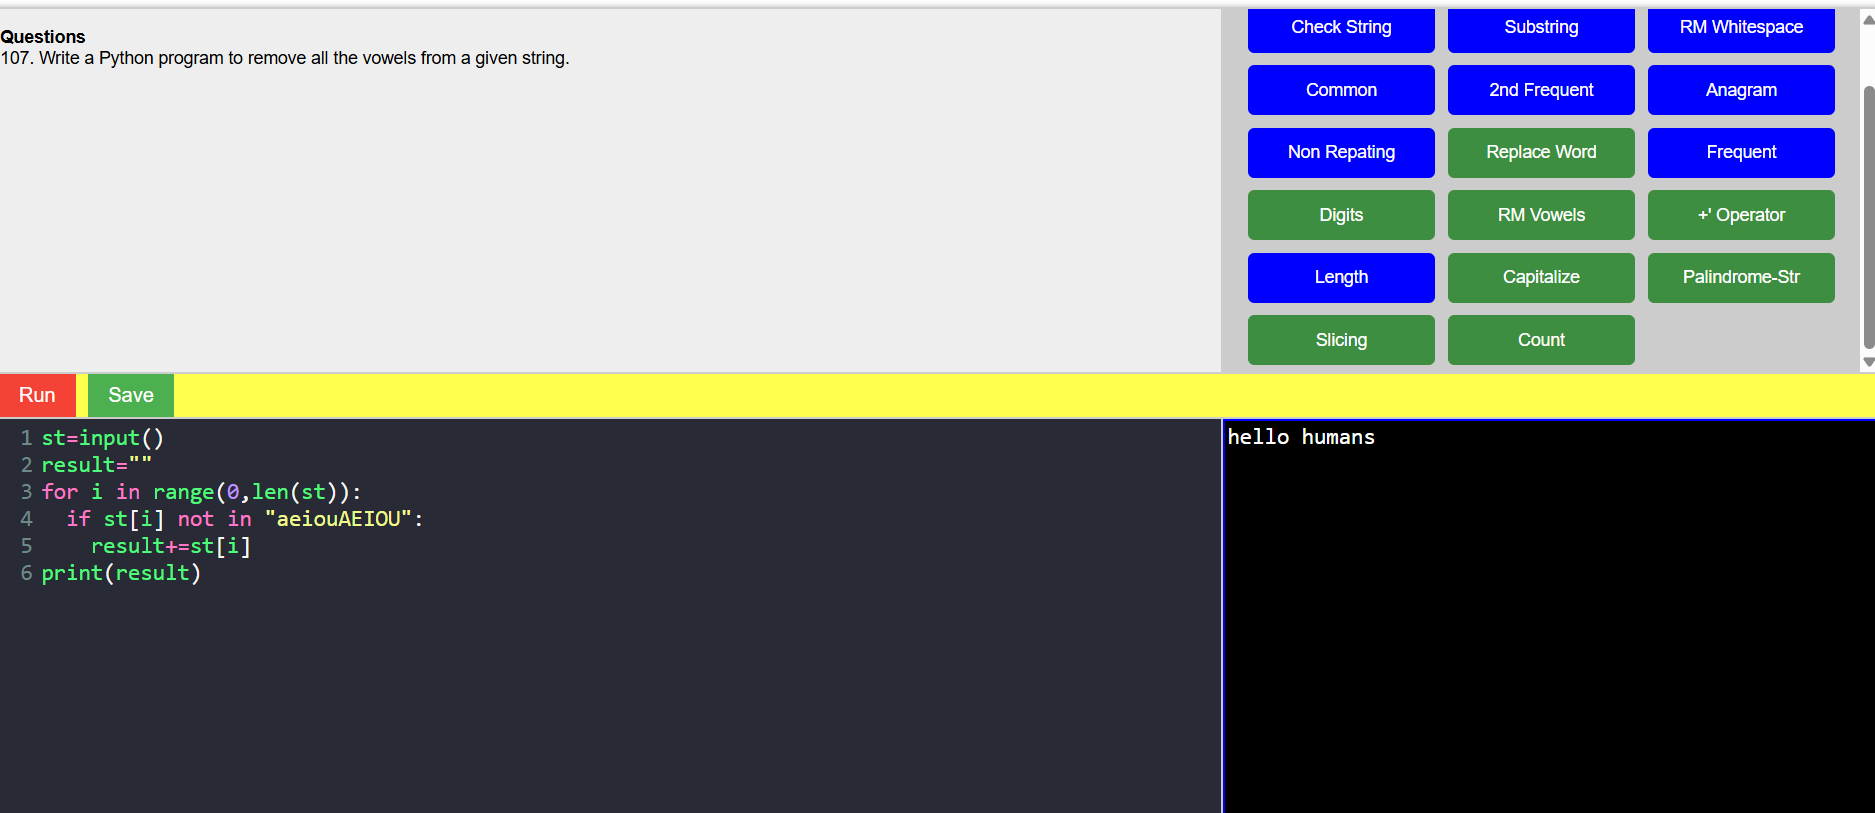 Questions
107. Write a Python program to remove all the vowels from a given string.
Check String
Substring
RM Whitespace
Common
2nd Frequent
Anagram
Non Repating
Replace Word
Frequent
Digits
RM Vowels
+' Operator
Length
Capitalize
Palindrome-Str
Slicing
Count
Run
Save
1 st=input()
2 result=""
3 for i in range(0,len(st)):
4   if st[i] not in "aeiouAEIOU":
5     result+=st[i]
6 print(result)
hello humans